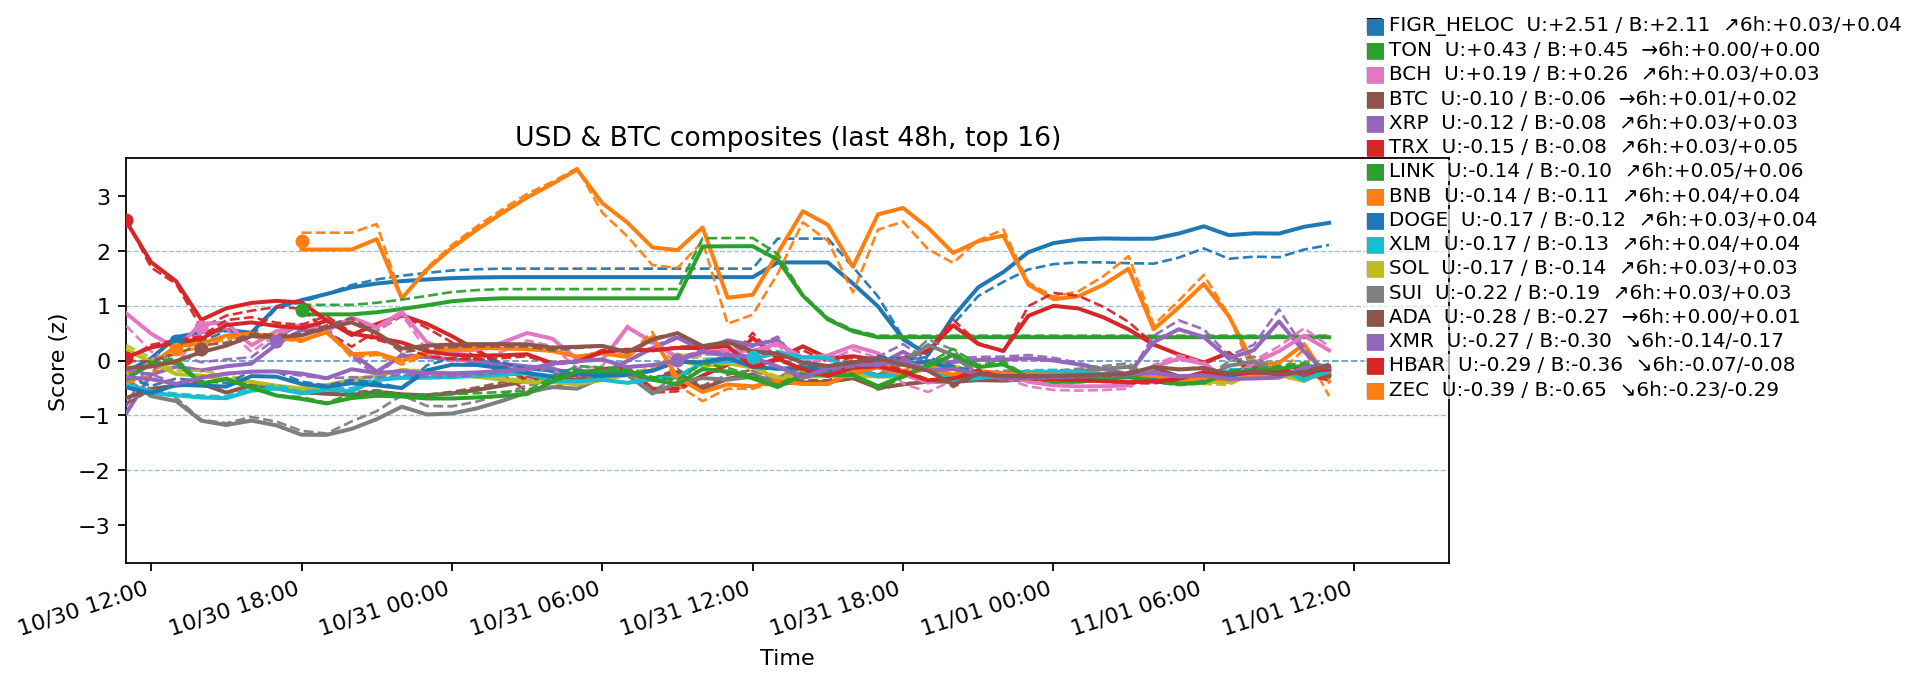 FIGR_HELOC U:+2.51 / B:+2.11 ↗6h:+0.03/+0.04
TON U:+0.43 / B:+0.45 →6h:+0.00/+0.00
BCH U:+0.19 / B:+0.26 ↗6h:+0.03/+0.03
BTC U:-0.10 / B:-0.06 →6h:+0.01/+0.02
XRP U:-0.12 / B:-0.08 ↗6h:+0.03/+0.03
TRX U:-0.15 / B:-0.08 ↗6h:+0.03/+0.05
LINK U:-0.14 / B:-0.10 ↗6h:+0.05/+0.06
BNB U:-0.14 / B:-0.11 ↗6h:+0.04/+0.04
DOGE U:-0.17 / B:-0.12 ↗6h:+0.03/+0.04
XLM U:-0.17 / B:-0.13 ↗6h:+0.04/+0.04
SOL U:-0.17 / B:-0.14 ↗6h:+0.03/+0.03
SUI U:-0.22 / B:-0.19 ↗6h:+0.03/+0.03
ADA U:-0.28 / B:-0.27 →6h:+0.00/+0.01
XMR U:-0.27 / B:-0.30 ↘6h:-0.14/-0.17
HBAR U:-0.29 / B:-0.36 ↘6h:-0.07/-0.08
ZEC U:-0.39 / B:-0.65 ↘6h:-0.23/-0.29
USD & BTC composites (last 48h, top 16)
Score (z)
3
2
1
0
−1
−2
−3
10/30 12:00
10/30 18:00
10/31 00:00
10/31 06:00
10/31 12:00
10/31 18:00
11/01 00:00
11/01 06:00
11/01 12:00
Time